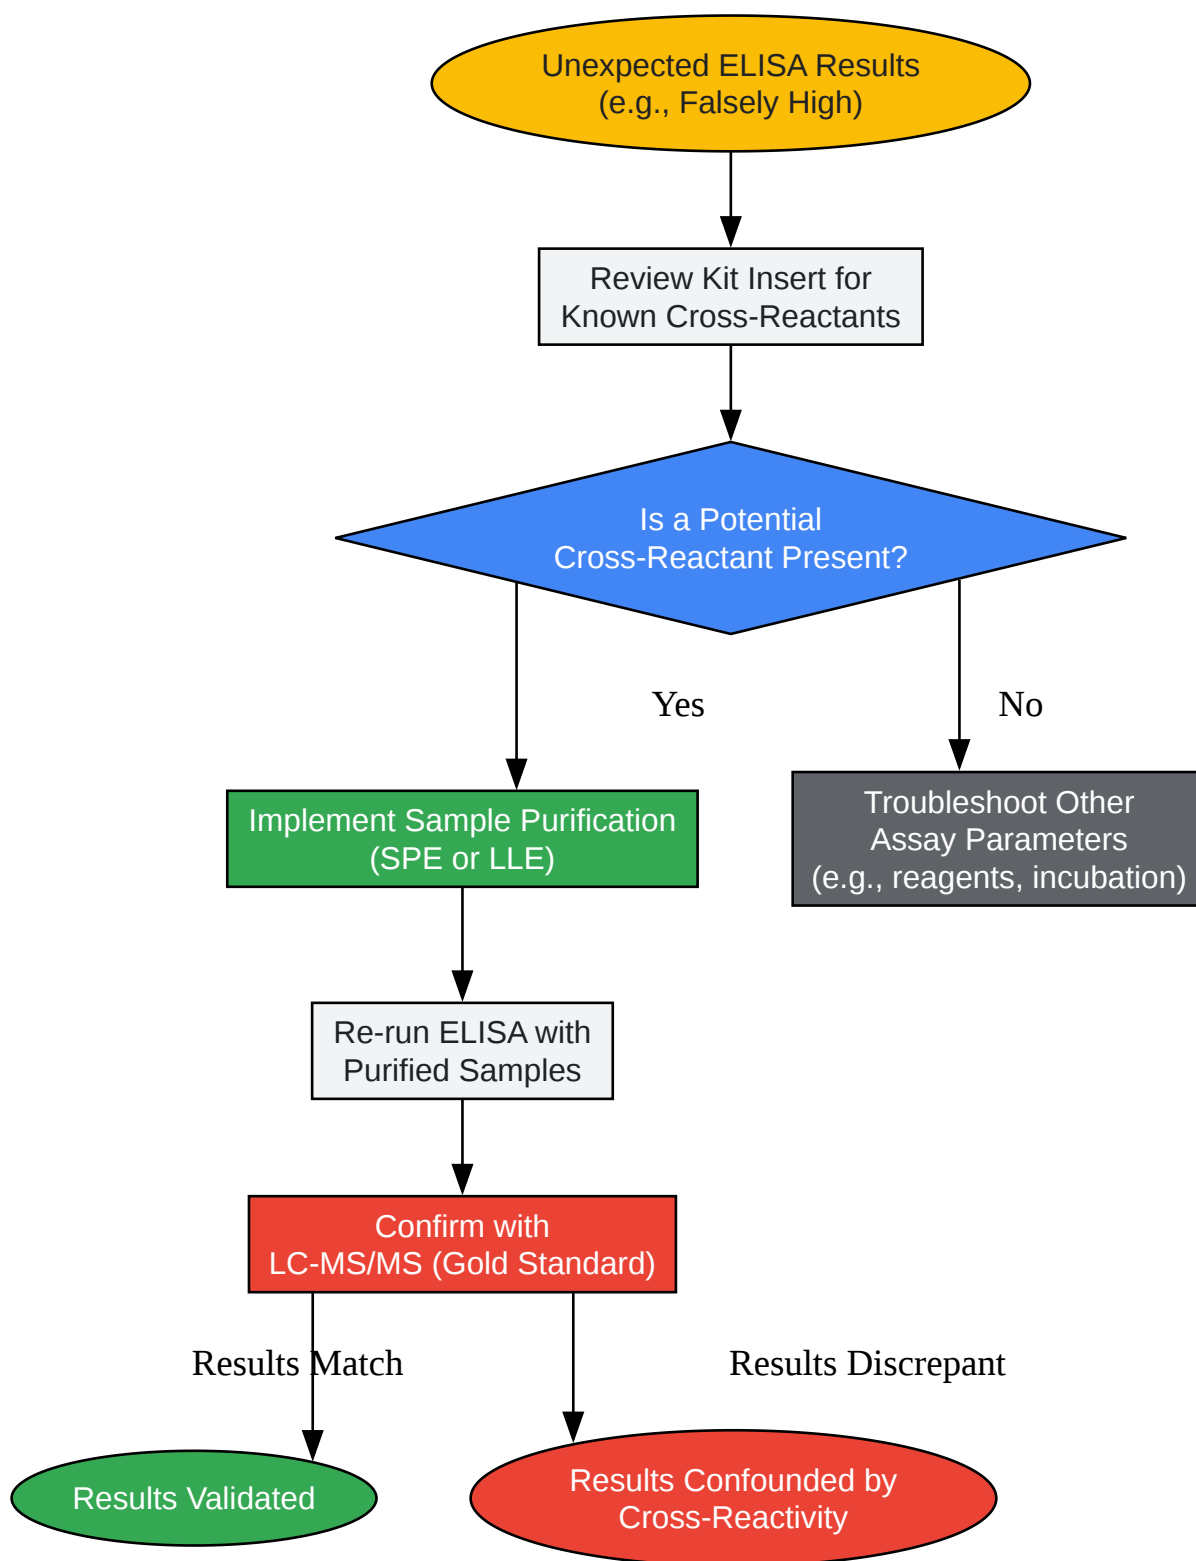 Unexpected ELISA Results
(e.g., Falsely High)
Review Kit Insert for
Known Cross-Reactants
Is a Potential
Cross-Reactant Present?
Yes
No
Implement Sample Purification
(SPE or LLE)
Troubleshoot Other
Assay Parameters
(e.g., reagents, incubation)
Re-run ELISA with
Purified Samples
Confirm with
LC-MS/MS (Gold Standard)
Results Match
Results Discrepant
Results Validated
Results Confounded by
Cross-Reactivity